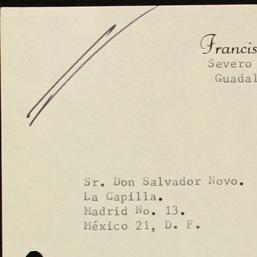 Francis
Severo
Guadal
Sr. Don Salvador Novo.
La Capilla.
Madrid No. 13.
México 21, D. F.